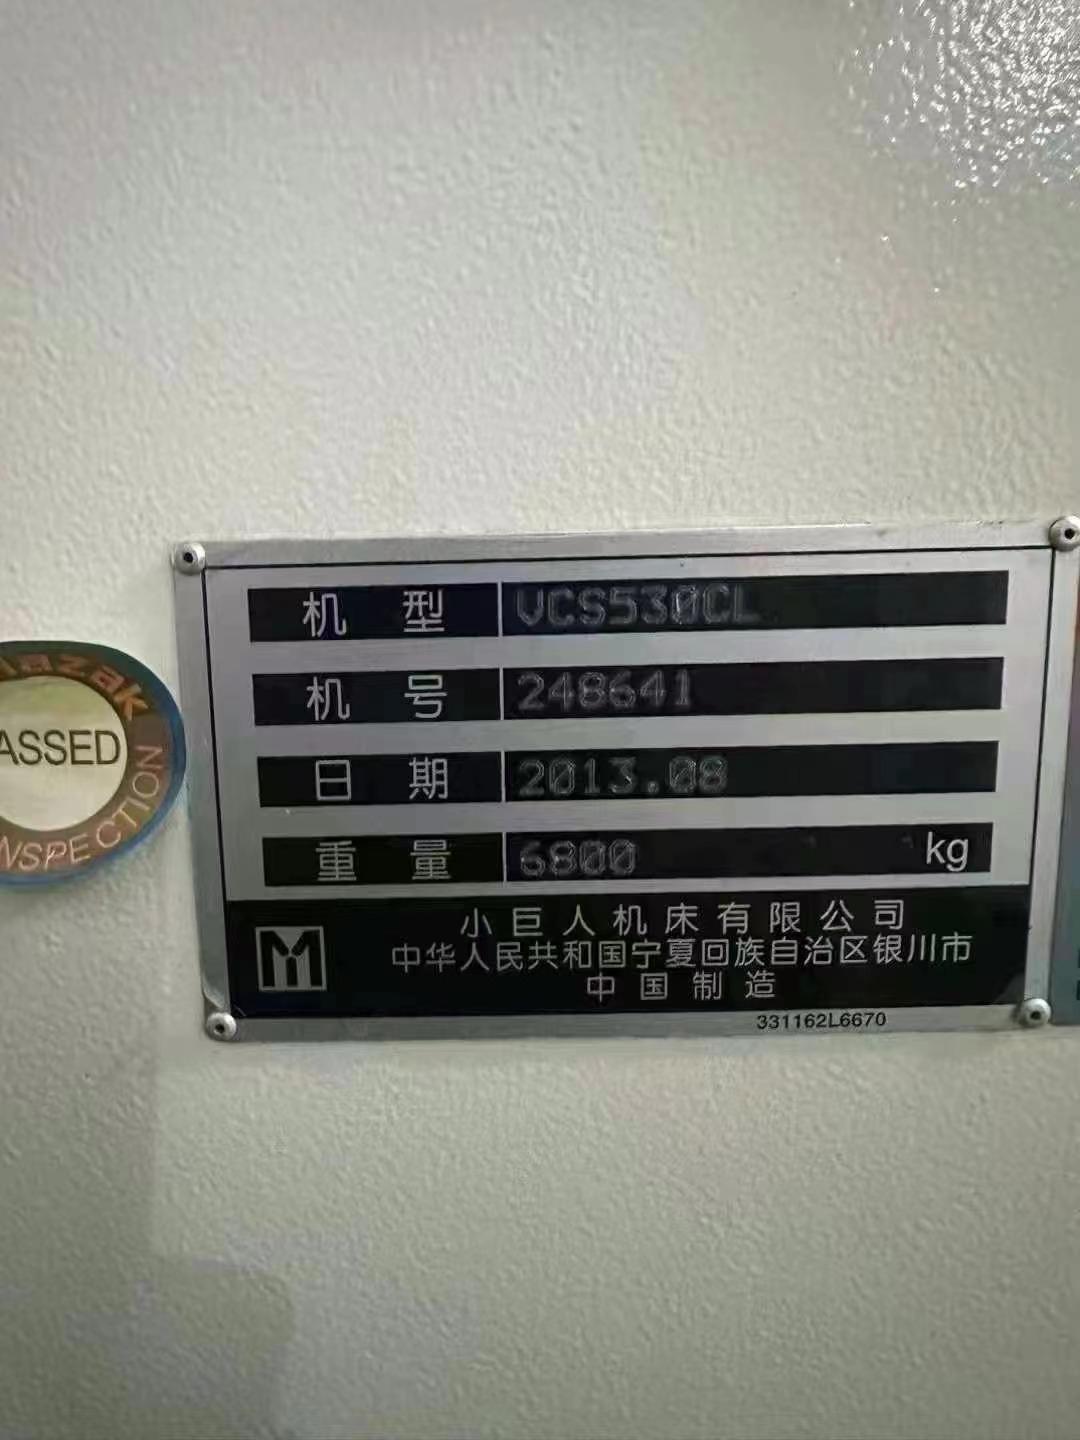 机 型 VCS530CL
机 号 248641
日 期 2013.08
重 量 6800 kg
小巨人机床有限公司
中华人民共和国宁夏回族自治区银川市
中国制造
331162L6670
azak
ASSED
NSPECTION